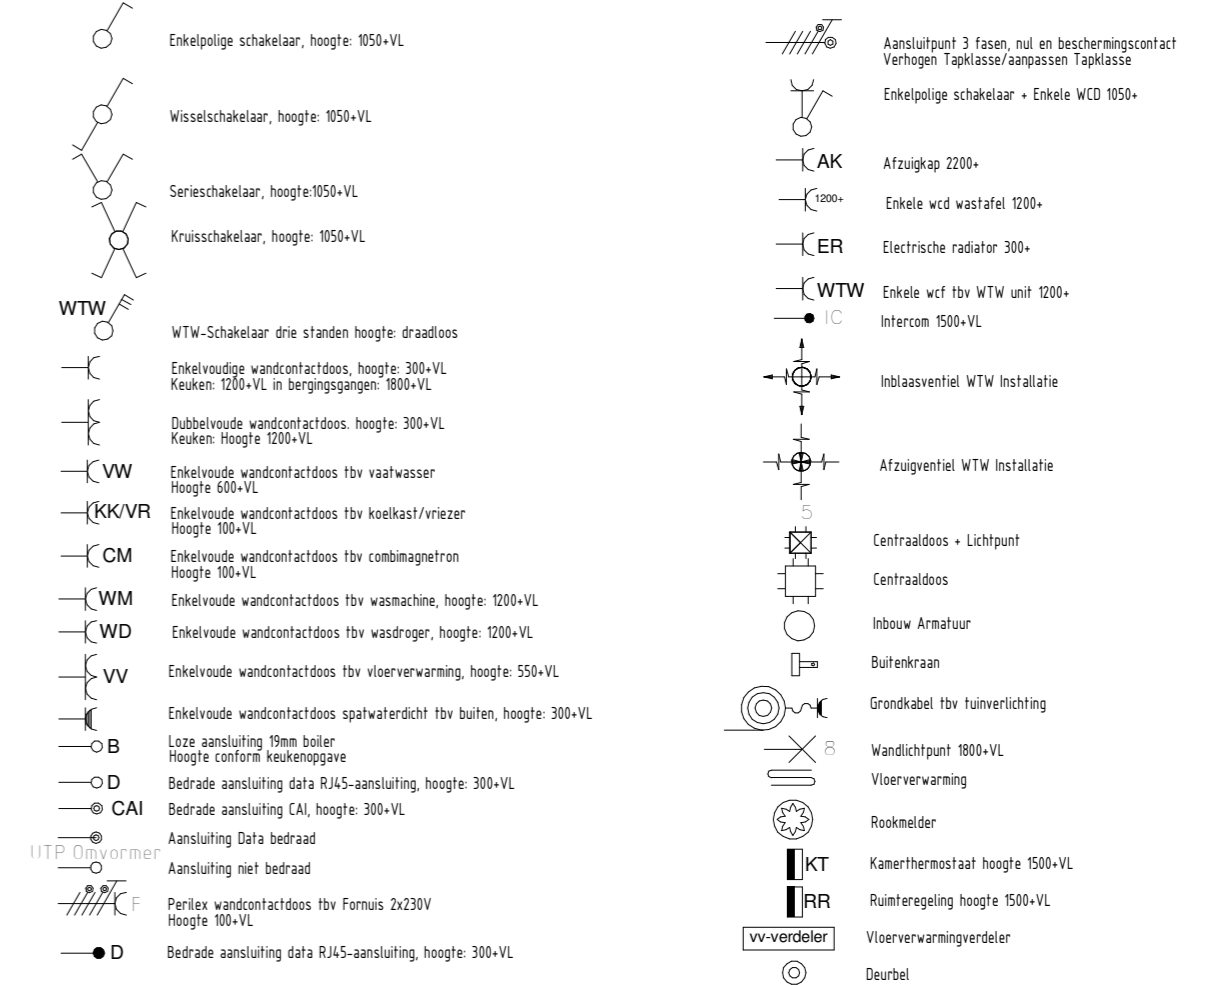 Enkelpolige schakelaar, hoogte: 1050+VL
Wisselschakelaar, hoogte: 1050+VL
Serieschakelaar, hoogte:1050+VL
Kruisschakelaar, hoogte: 1050+VL
WTW
WTW-Schakelaar drie standen hoogte: draadloos
Enkelvoudige wandcontactdoos, hoogte: 300+VL
Keuken: 1200+VL in bergingsgangen: 1800+VL
Dubbelvoude wandcontactdoos. hoogte: 300+VL
Keuken: Hoogte 1200+VL
VW
Enkelvoude wandcontactdoos tbv vaatwasser
Hoogte 600+VL
KK/VR
Enkelvoude wandcontactdoos tbv koelkast/vriezer
Hoogte 100+VL
CM
Enkelvoude wandcontactdoos tbv combimagnetron
Hoogte 100+VL
WM
Enkelvoude wandcontactdoos tbv wasmachine, hoogte: 1200+VL
WD
Enkelvoude wandcontactdoos tbv wasdroger, hoogte: 1200+VL
VV
Enkelvoude wandcontactdoos tbv vloerverwarming, hoogte: 550+VL
Enkelvoude wandcontactdoos spatwaterdicht tbv buiten, hoogte: 300+VL
B
Loze aansluiting 19mm boiler
Hoogte conform keukenopgave
D
Bedrade aansluiting data RJ45-aansluiting, hoogte: 300+VL
CAI
Bedrade aansluiting CAI, hoogte: 300+VL
Aansluiting Data bedraad
UTP Omvormer
Aansluiting niet bedraad
F
Perilex wandcontactdoos tbv Fornuis 2x230V
Hoogte 100+VL
D
Bedrade aansluiting data RJ45-aansluiting, hoogte: 300+VL
Aansluitpunt 3 fasen, nul en beschermingscontact
Verhogen Tapklasse/aanpassen Tapklasse
Enkelpolige schakelaar + Enkele WCD 1050+
AK
Afzuigkap 2200+
1200+
Enkele wcd wastafel 1200+
ER
Electrische radiator 300+
WTW
Enkele wcf tbv WTW unit 1200+
IC
Intercom 1500+VL
Inblaasventiel WTW Installatie
Afzuigventiel WTW Installatie
5
Centraaldoos + Lichtpunt
Centraaldoos
Inbouw Armatuur
Buitenkraan
Grondkabel tbv tuinverlichting
8
Wandlichtpunt 1800+VL
Vloerverwarming
Rookmelder
KT
Kamerthermostaat hoogte 1500+VL
RR
Ruimteregeling hoogte 1500+VL
vv-verdeler
Vloerverwarmingverdeler
Deurbel